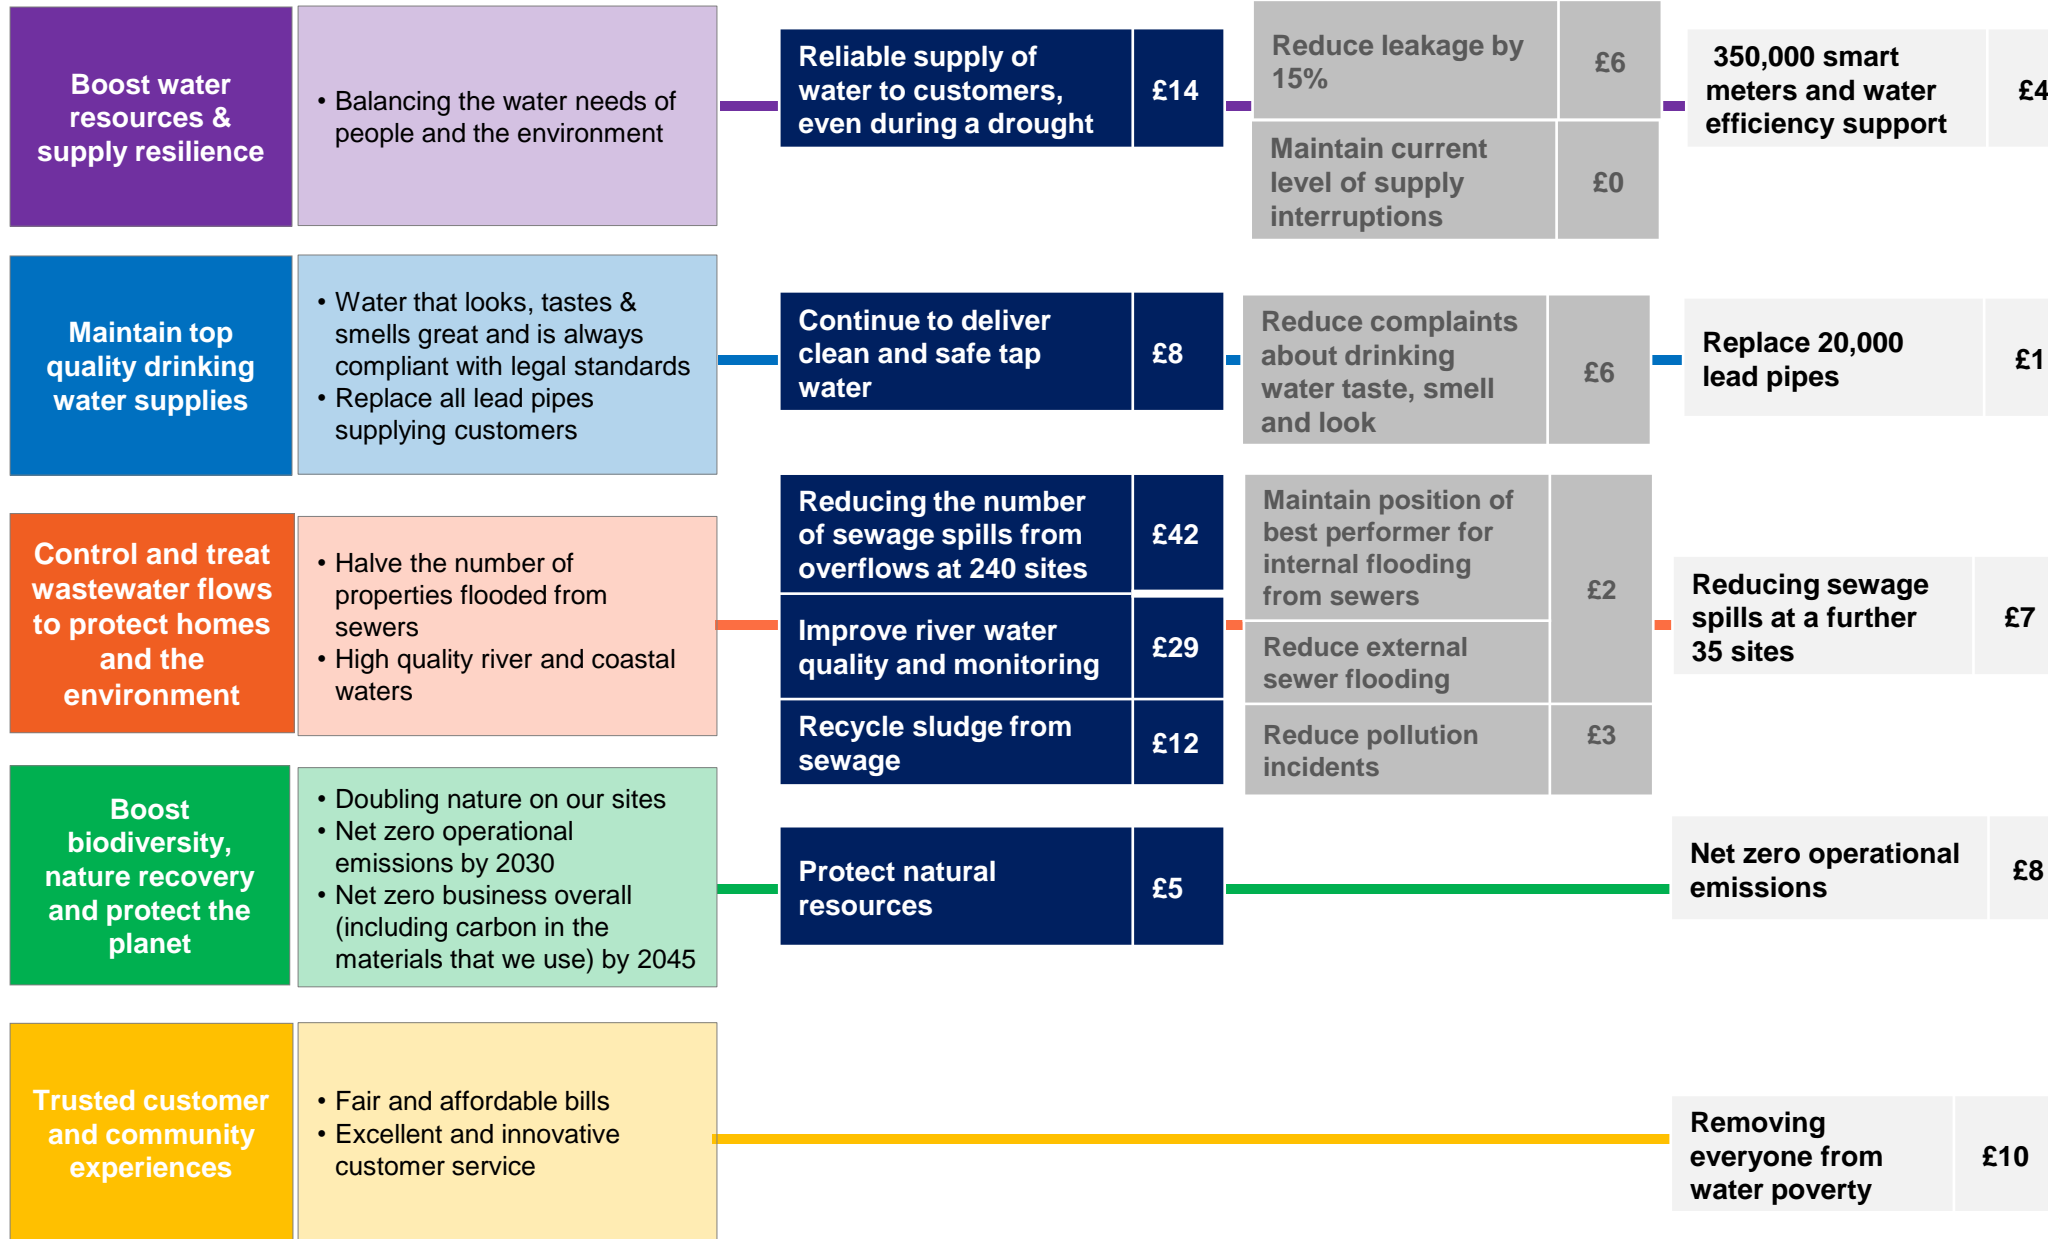 Boost water
resources &
supply resilience
• Balancing the water needs of
people and the environment
Reliable supply of
water to customers,
even during a drought
£14
Reduce leakage by
15%
£6
Maintain current
level of supply
interruptions
£0
350,000 smart
meters and water
efficiency support
£4
Maintain top
quality drinking
water supplies
• Water that looks, tastes &
smells great and is always
compliant with legal standards
• Replace all lead pipes
supplying customers
Continue to deliver
clean and safe tap
water
£8
Reduce complaints
about drinking
water taste, smell
and look
£6
Replace 20,000
lead pipes
£1
Control and treat
wastewater flows
to protect homes
and the
environment
• Halve the number of
properties flooded from
sewers
• High quality river and coastal
waters
Reducing the number
of sewage spills from
overflows at 240 sites
£42
Improve river water
quality and monitoring
£29
Recycle sludge from
sewage
£12
Maintain position of
best performer for
internal flooding
from sewers
£2
Reduce external
sewer flooding
Reduce pollution
incidents
£3
Reducing sewage
spills at a further
35 sites
£7
Boost
biodiversity,
nature recovery
and protect the
planet
• Doubling nature on our sites
• Net zero operational
emissions by 2030
• Net zero business overall
(including carbon in the
materials that we use) by 2045
Protect natural
resources
£5
Net zero operational
emissions
£8
Trusted customer
and community
experiences
• Fair and affordable bills
• Excellent and innovative
customer service
Removing
everyone from
water poverty
£10